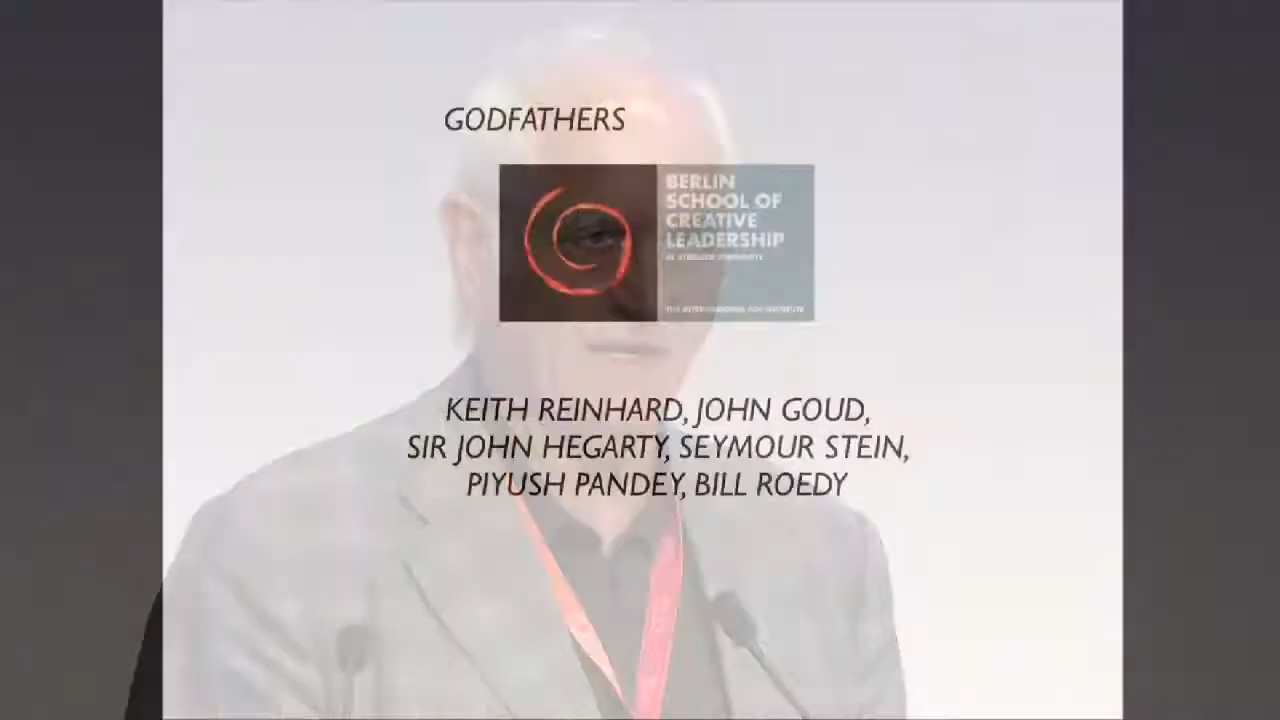 GODFATHERS
BERLIN
SCHOOL OF
CREATIVE
LEADERSHIP
KEITH REINHARD, JOHN GOUD,
SIR JOHN HEGARTY, SEYMOUR STEIN,
PIYUSH PANDEY, BILL ROEDY